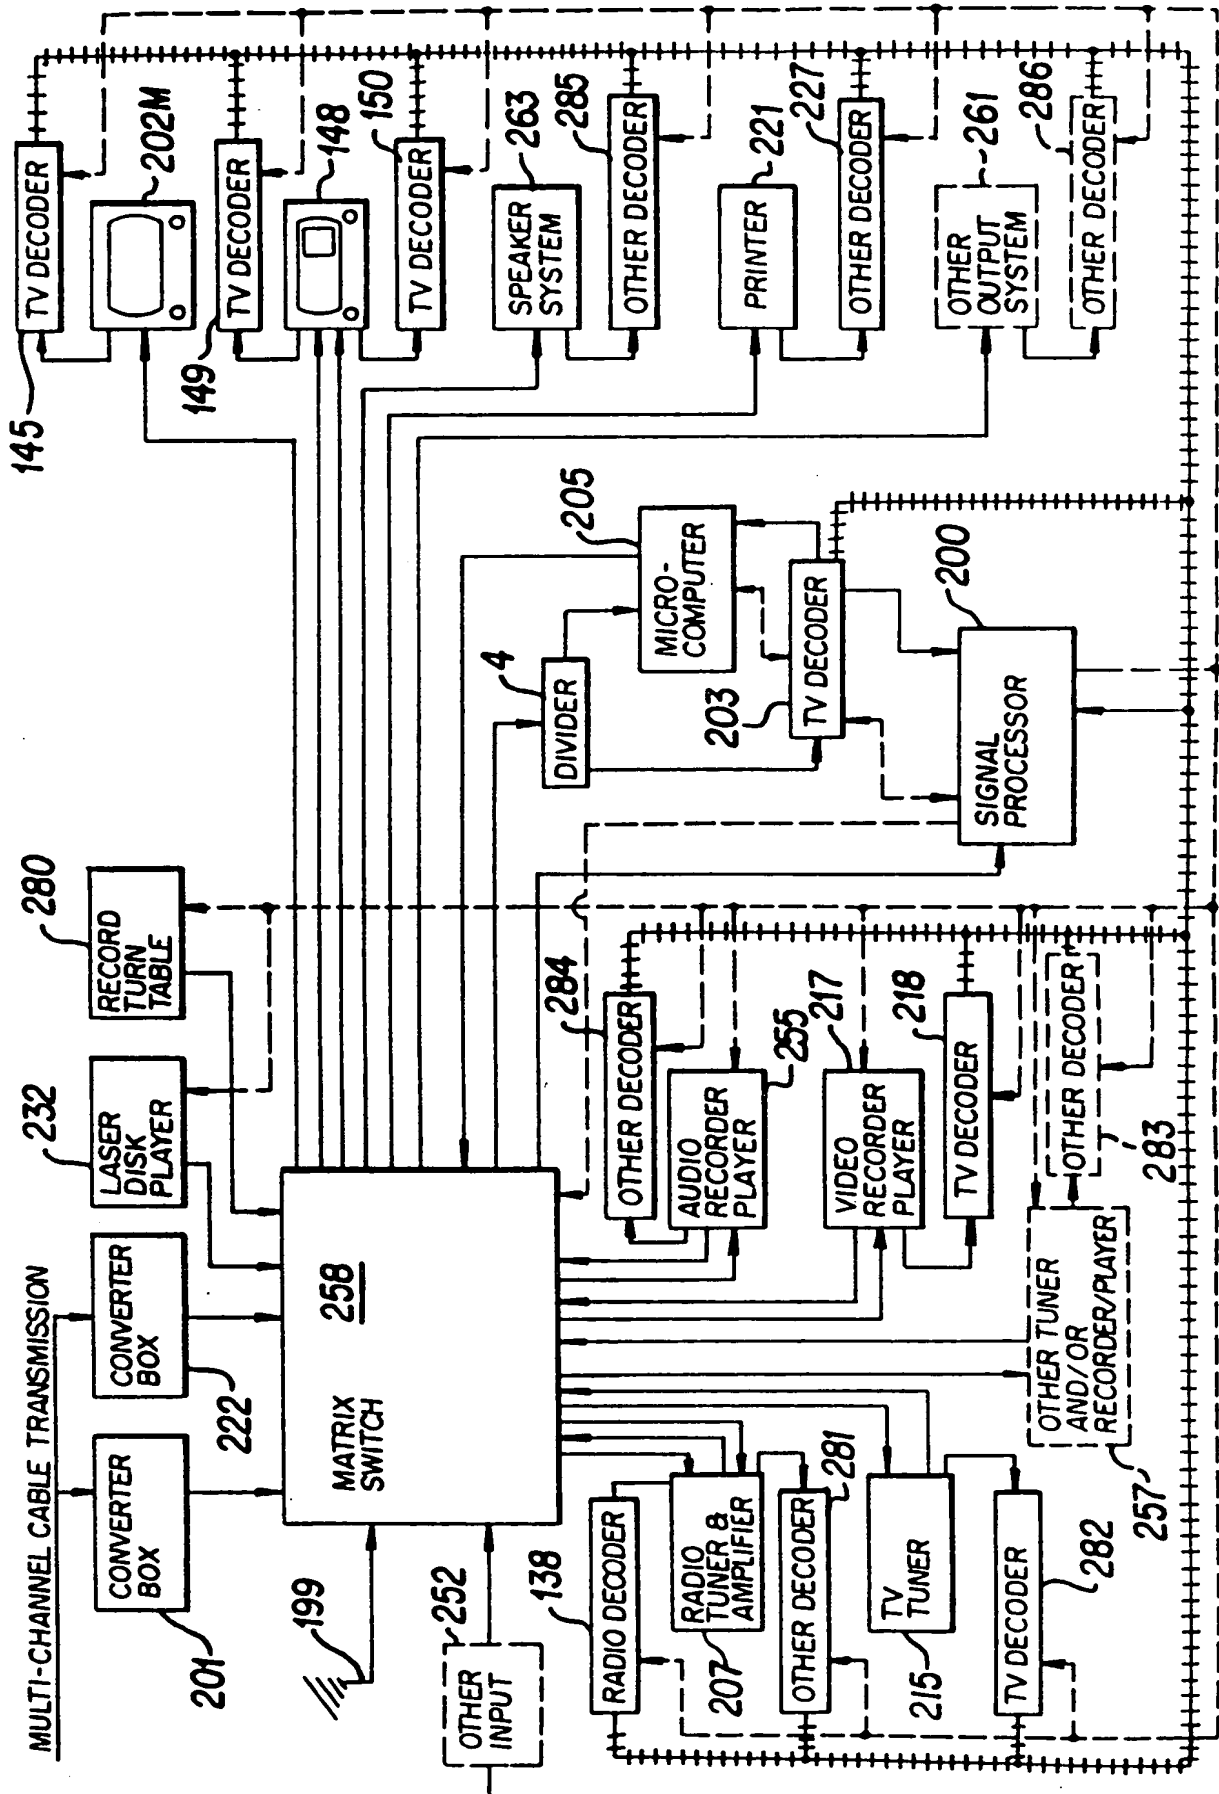 MULTI-CHANNEL CABLE TRANSMISSION
CONVERTER
BOX
201
CONVERTER
BOX
222
LASER
DISK
PLAYER
232
RECORD
TURN
TABLE
280
199
OTHER
INPUT
252
MATRIX
SWITCH
258
145
TV DECODER
202M
149
TV DECODER
148
TV DECODER
150
SPEAKER
SYSTEM
263
OTHER DECODER
285
PRINTER
221
OTHER DECODER
227
OTHER
OUTPUT
SYSTEM
261
OTHER DECODER
286
DIVIDER
4
MICRO-
COMPUTER
205
TV DECODER
203
SIGNAL
PROCESSOR
200
138
RADIO DECODER
RADIO
TUNER &
AMPLIFIER
207
OTHER DECODER
281
TV
TUNER
215
TV DECODER
282
OTHER DECODER
284
AUDIO
RECORDER
PLAYER
255
VIDEO
RECORDER
PLAYER
217
TV DECODER
218
OTHER TUNER
AND/OR
RECORDER/PLAYER
257
OTHER DECODER
283